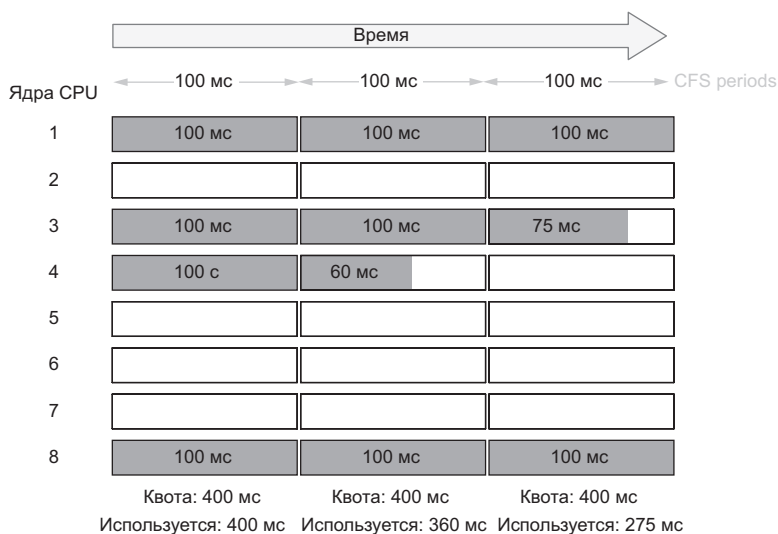 Время
100 мс 100 мс 100 мс CFS periods
Ядра CPU
1 100 мс 100 мс 100 мс
2
3 100 мс 100 мс 75 мс
4 100 с 60 мс
5
6
7
8 100 мс 100 мс 100 мс
Квота: 400 мс Квота: 400 мс Квота: 400 мс
Используется: 400 мс Используется: 360 мс Используется: 275 мс